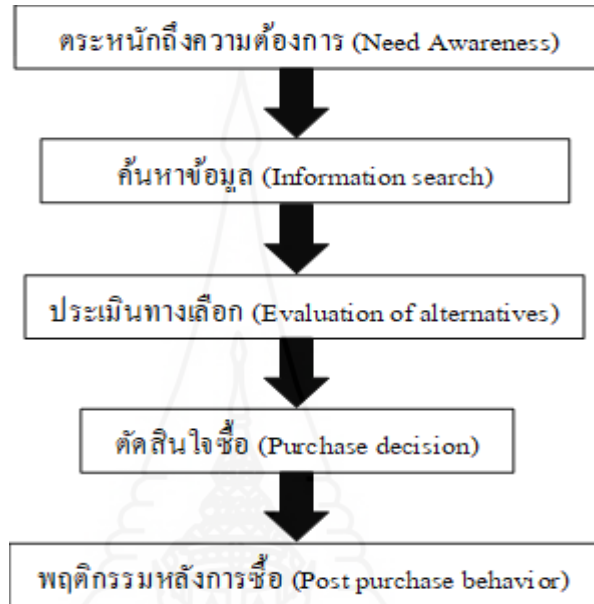 ตระหนักถึงความต้องการ (Need Awareness)
ค้นหาข้อมูล (Information search)
ประเมินทางเลือก (Evaluation of alternatives)
ตัดสินใจซื้อ (Purchase decision)
พฤติกรรมหลังการซื้อ (Post purchase behavior)